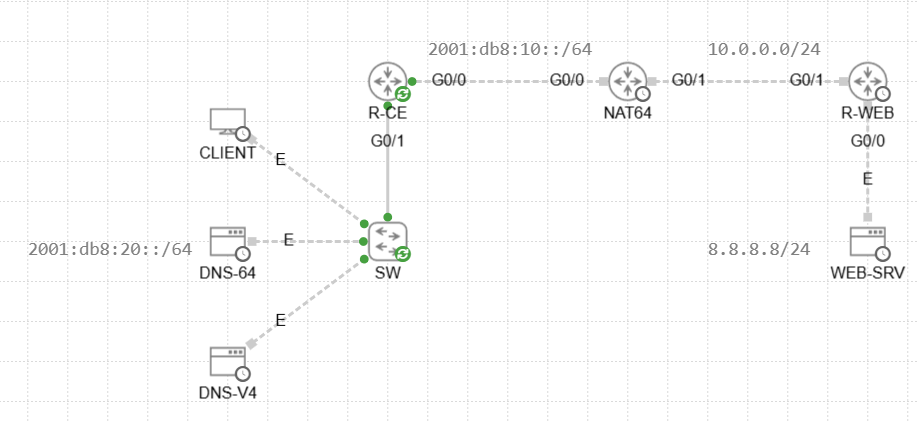 2001:db8:10::/64
10.0.0.0/24
G0/0
G0/0
G0/1
G0/1
R-CE
NAT64
R-WEB
G0/1
G0/0
CLIENT
E
E
2001:db8:20::/64
E
8.8.8.8/24
DNS-64
SW
WEB-SRV
E
DNS-V4